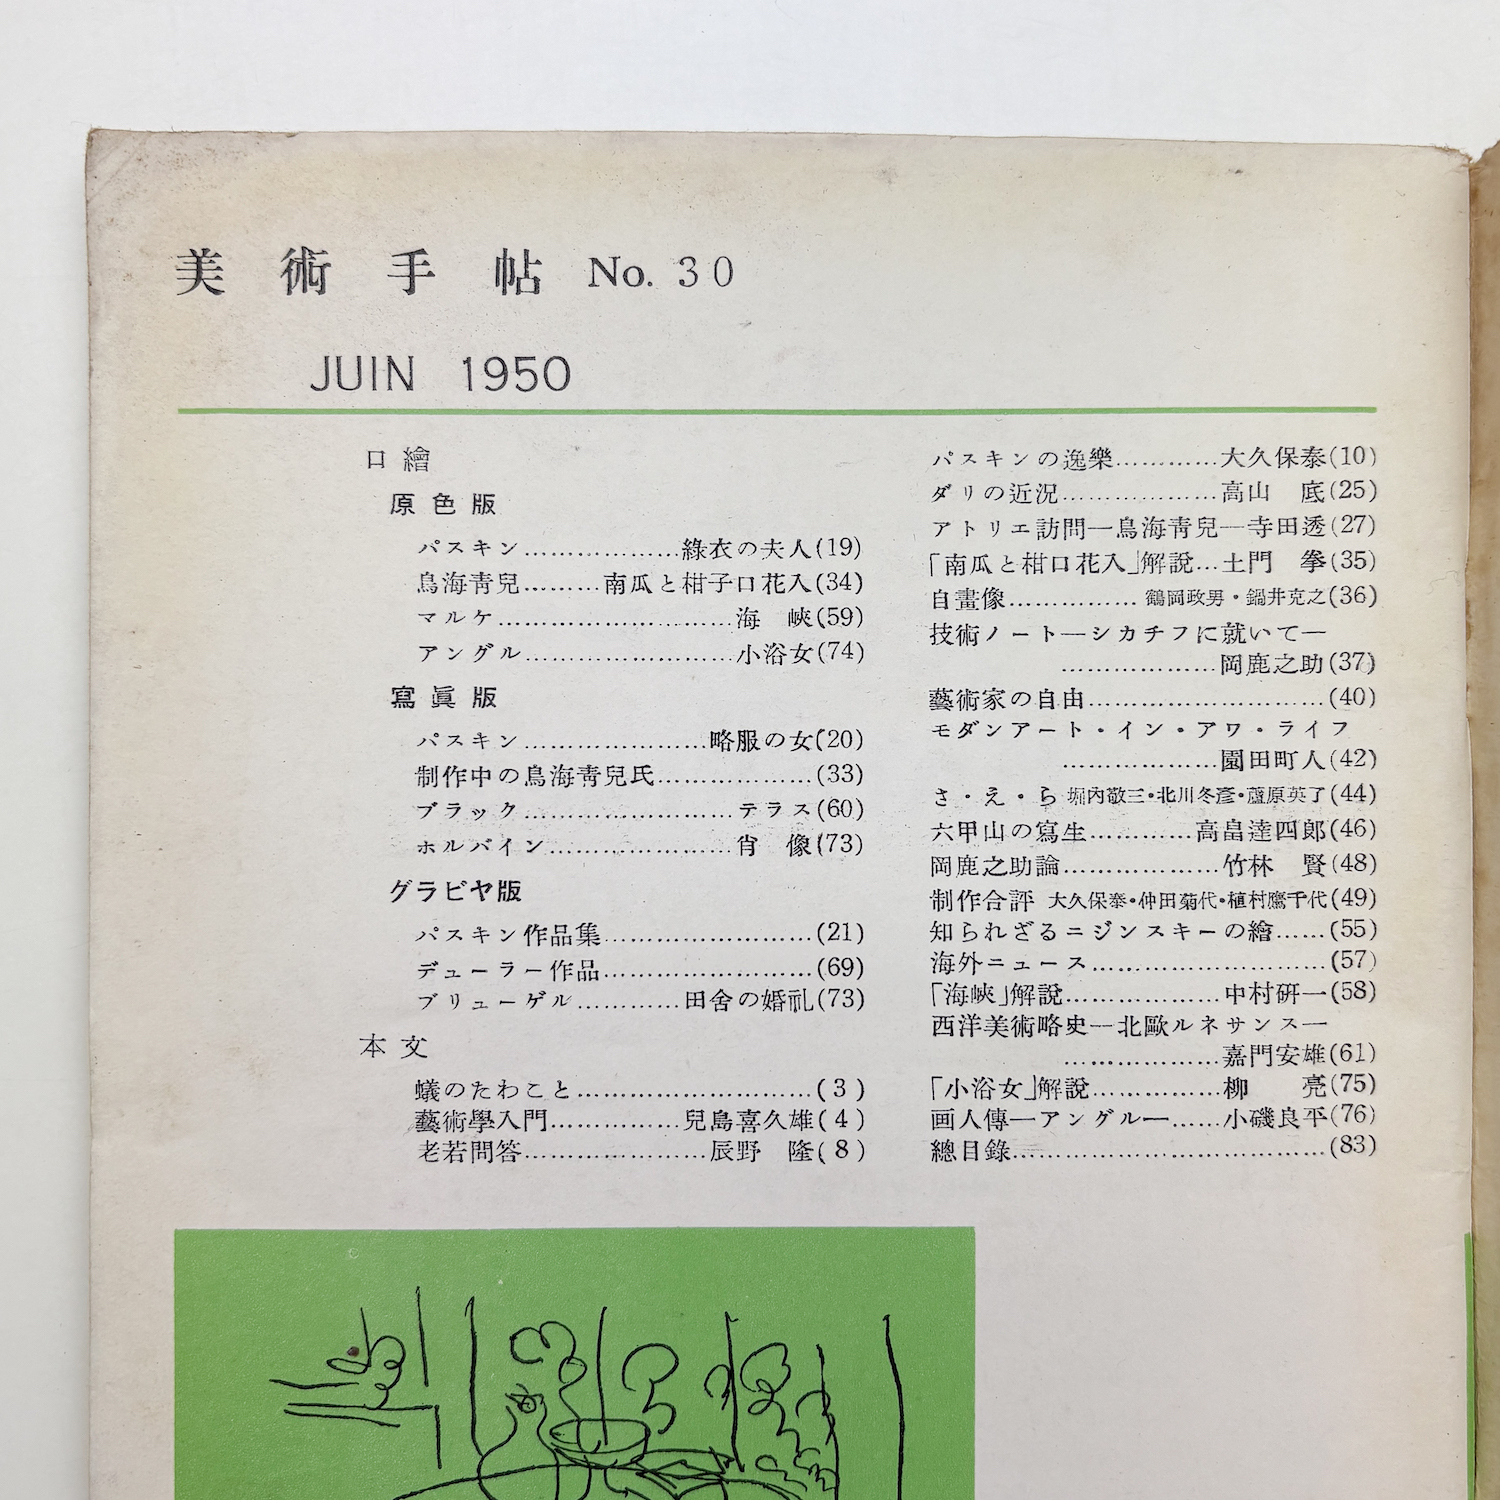 美術手帖 No. 30
JUIN 1950
口繪
原色版
パスキン……………………綠衣の夫人(19)
鳥海靑兒………南瓜と柑子口花入(34)
マルケ………………………海　峽(59)
アングル……………………小浴女(74)
寫眞版
パスキン…………………略服の女(20)
制作中の鳥海靑兒氏………………(33)
ブラック……………………テラス(60)
ホルバイン…………………肖　像(73)
グラビヤ版
パスキン作品集……………………(21)
デューラー作品……………………(69)
ブリューゲル…………田舍の婚礼(73)
本文
蟻のたわこと………………………( 3 )
藝術學入門……………兒島喜久雄( 4 )
老若問答…………………辰野　隆( 8 )
パスキンの逸樂…………大久保泰(10)
ダリの近況………………高山　底(25)
アトリエ訪問―鳥海靑兒―寺田透(27)
「南瓜と柑口花入」解說…土門　拳(35)
自畫像……………鶴岡政男・鍋井克之(36)
技術ノート―シカチフに就いて―
………………岡鹿之助(37)
藝術家の自由………………………(40)
モダンアート・イン・アワ・ライフ
………………園田町人(42)
さ・え・ら 堀內敬三・北川冬彥・蘆原英了(44)
六甲山の寫生…………高畠達四郎(46)
岡鹿之助論………………竹林　賢(48)
制作合評 大久保泰・仲田菊代・植村鷹千代(49)
知られざるニジンスキーの繪……(55)
海外ニュース………………………(57)
「海峽」解說………………中村研一(58)
西洋美術略史―北歐ルネサンス―
………………嘉門安雄(61)
「小浴女」解說……………柳　亮(75)
画人傳―アングル―……小磯良平(76)
總目錄………………………………(83)